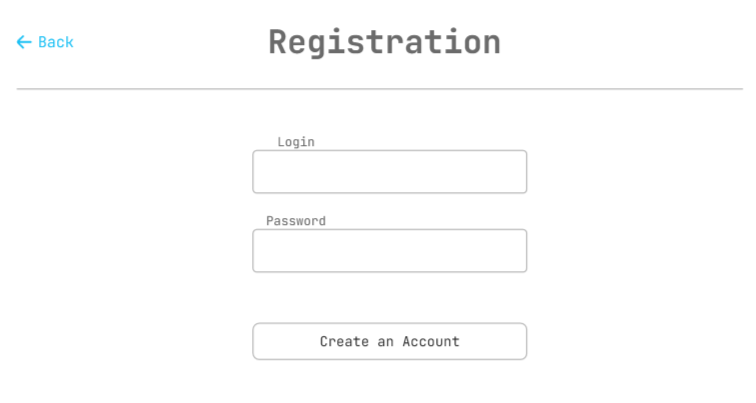 ← Back
Registration
Login
Password
Create an Account